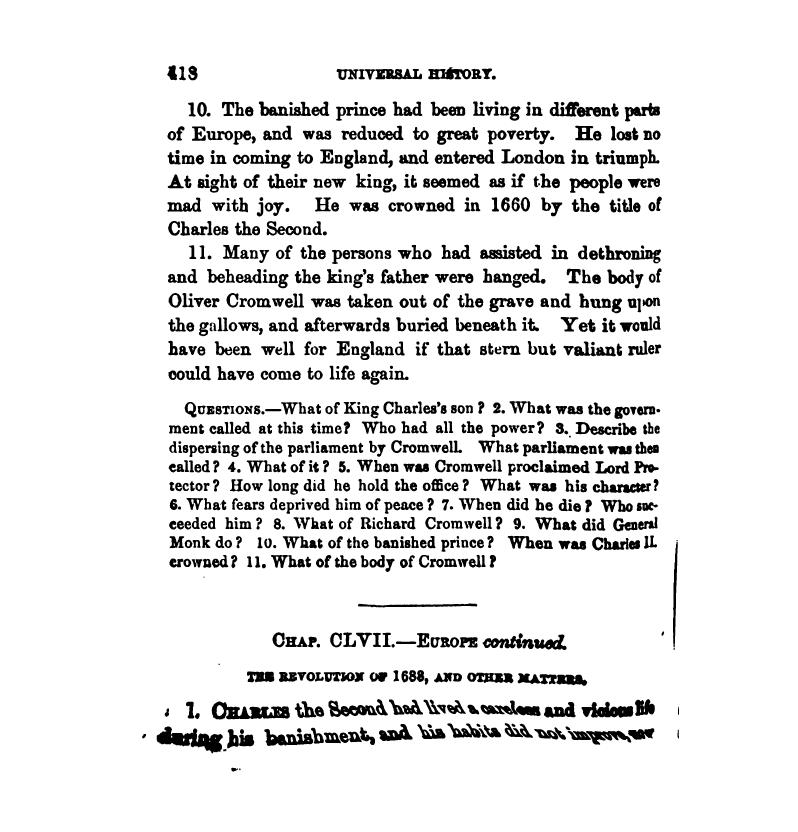 418 UNIVERSAL HISTORY.
10. The banished prince had been living in different parts
of Europe, and was reduced to great poverty. He lost no
time in coming to England, and entered London in triumph.
At sight of their new king, it seemed as if the people were
mad with joy. He was crowned in 1660 by the title of
Charles the Second.
11. Many of the persons who had assisted in dethroning
and beheading the king's father were hanged. The body of
Oliver Cromwell was taken out of the grave and hung upon
the gallows, and afterwards buried beneath it. Yet it would
have been well for England if that stern but valiant ruler
could have come to life again.
QUESTIONS.—What of King Charles's son? 2. What was the govern-
ment called at this time? Who had all the power? 3. Describe the
dispersing of the parliament by Cromwell. What parliament was then
called? 4. What of it? 5. When was Cromwell proclaimed Lord Pro-
tector? How long did he hold the office? What was his character?
6. What fears deprived him of peace? 7. When did he die? Who suc-
ceeded him? 8. What of Richard Cromwell? 9. What did General
Monk do? 10. What of the banished prince? When was Charles II.
crowned? 11. What of the body of Cromwell?
CHAP. CLVII.—EUROPE continued.
THE REVOLUTION OF 1688, AND OTHER MATTERS.
1. CHARLES the Second had lived a careless and vicious life
during his banishment, and his habits did not improve, now